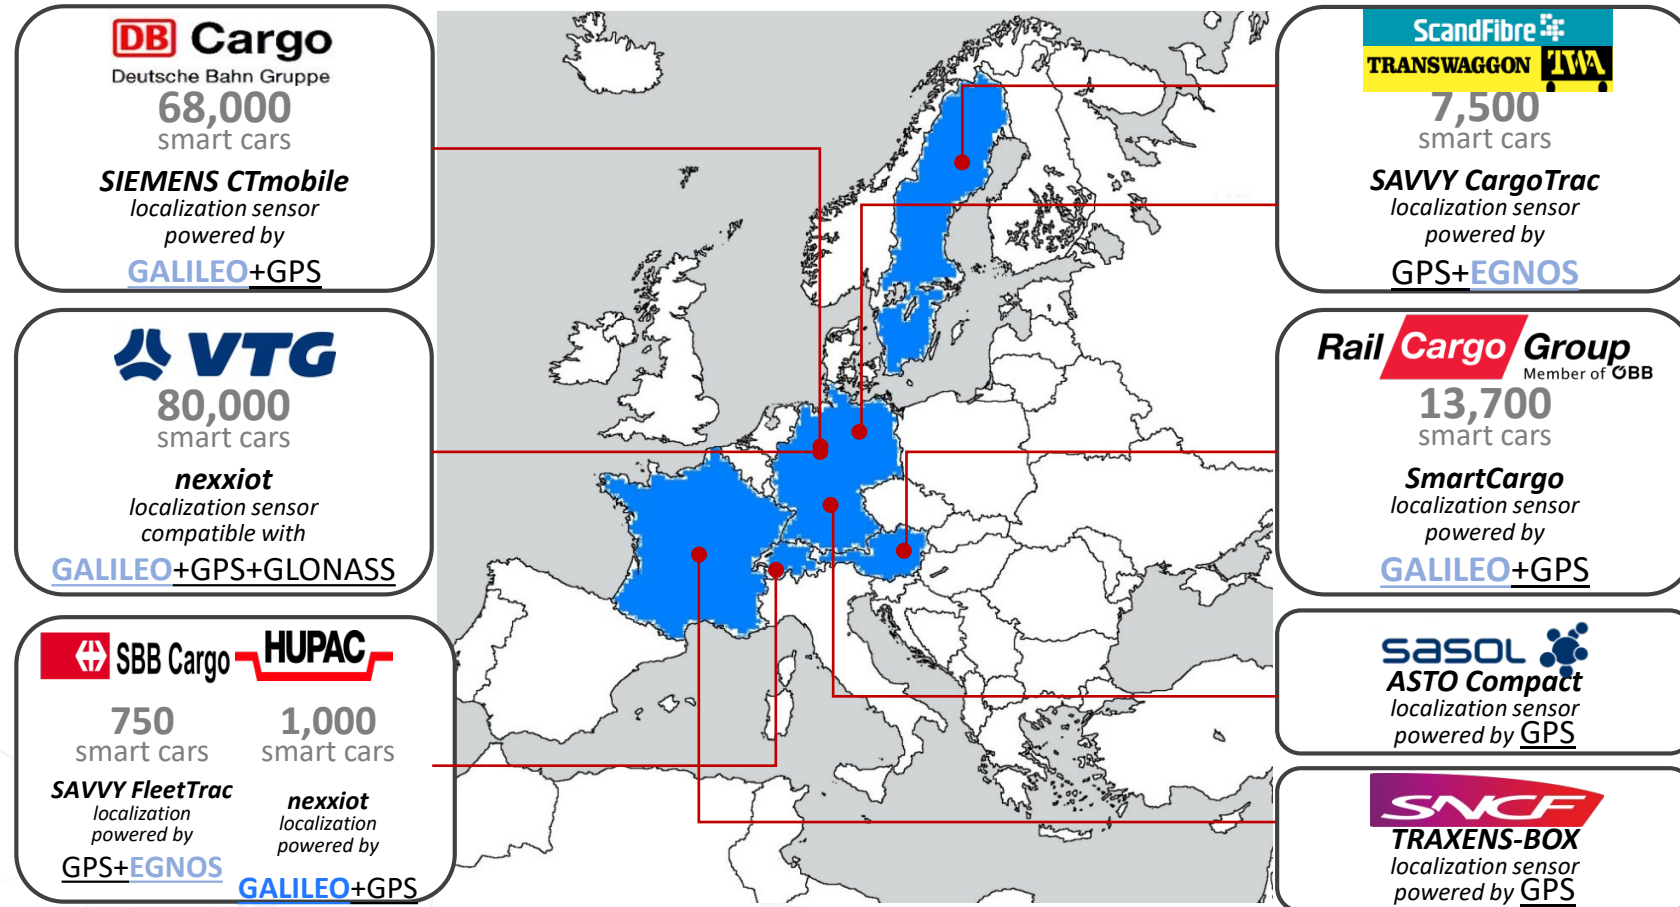 DB Cargo
Deutsche Bahn Gruppe
68,000
smart cars
SIEMENS CTmobile
localization sensor
powered by
GALILEO+GPS
VTG
80,000
smart cars
nexxiot
localization sensor
compatible with
GALILEO+GPS+GLONASS
SBB Cargo
750
smart cars
SAVVY FleetTrac
localization
powered by
GPS+EGNOS
HUPAC
1,000
smart cars
nexxiot
localization
powered by
GALILEO+GPS
ScandFibre
TRANSWAGGON TWA
7,500
smart cars
SAVVY CargoTrac
localization sensor
powered by
GPS+EGNOS
Rail Cargo Group
Member of ÖBB
13,700
smart cars
SmartCargo
localization sensor
powered by
GALILEO+GPS
sasol
ASTO Compact
localization sensor
powered by GPS
SNCF
TRAXENS-BOX
localization sensor
powered by GPS